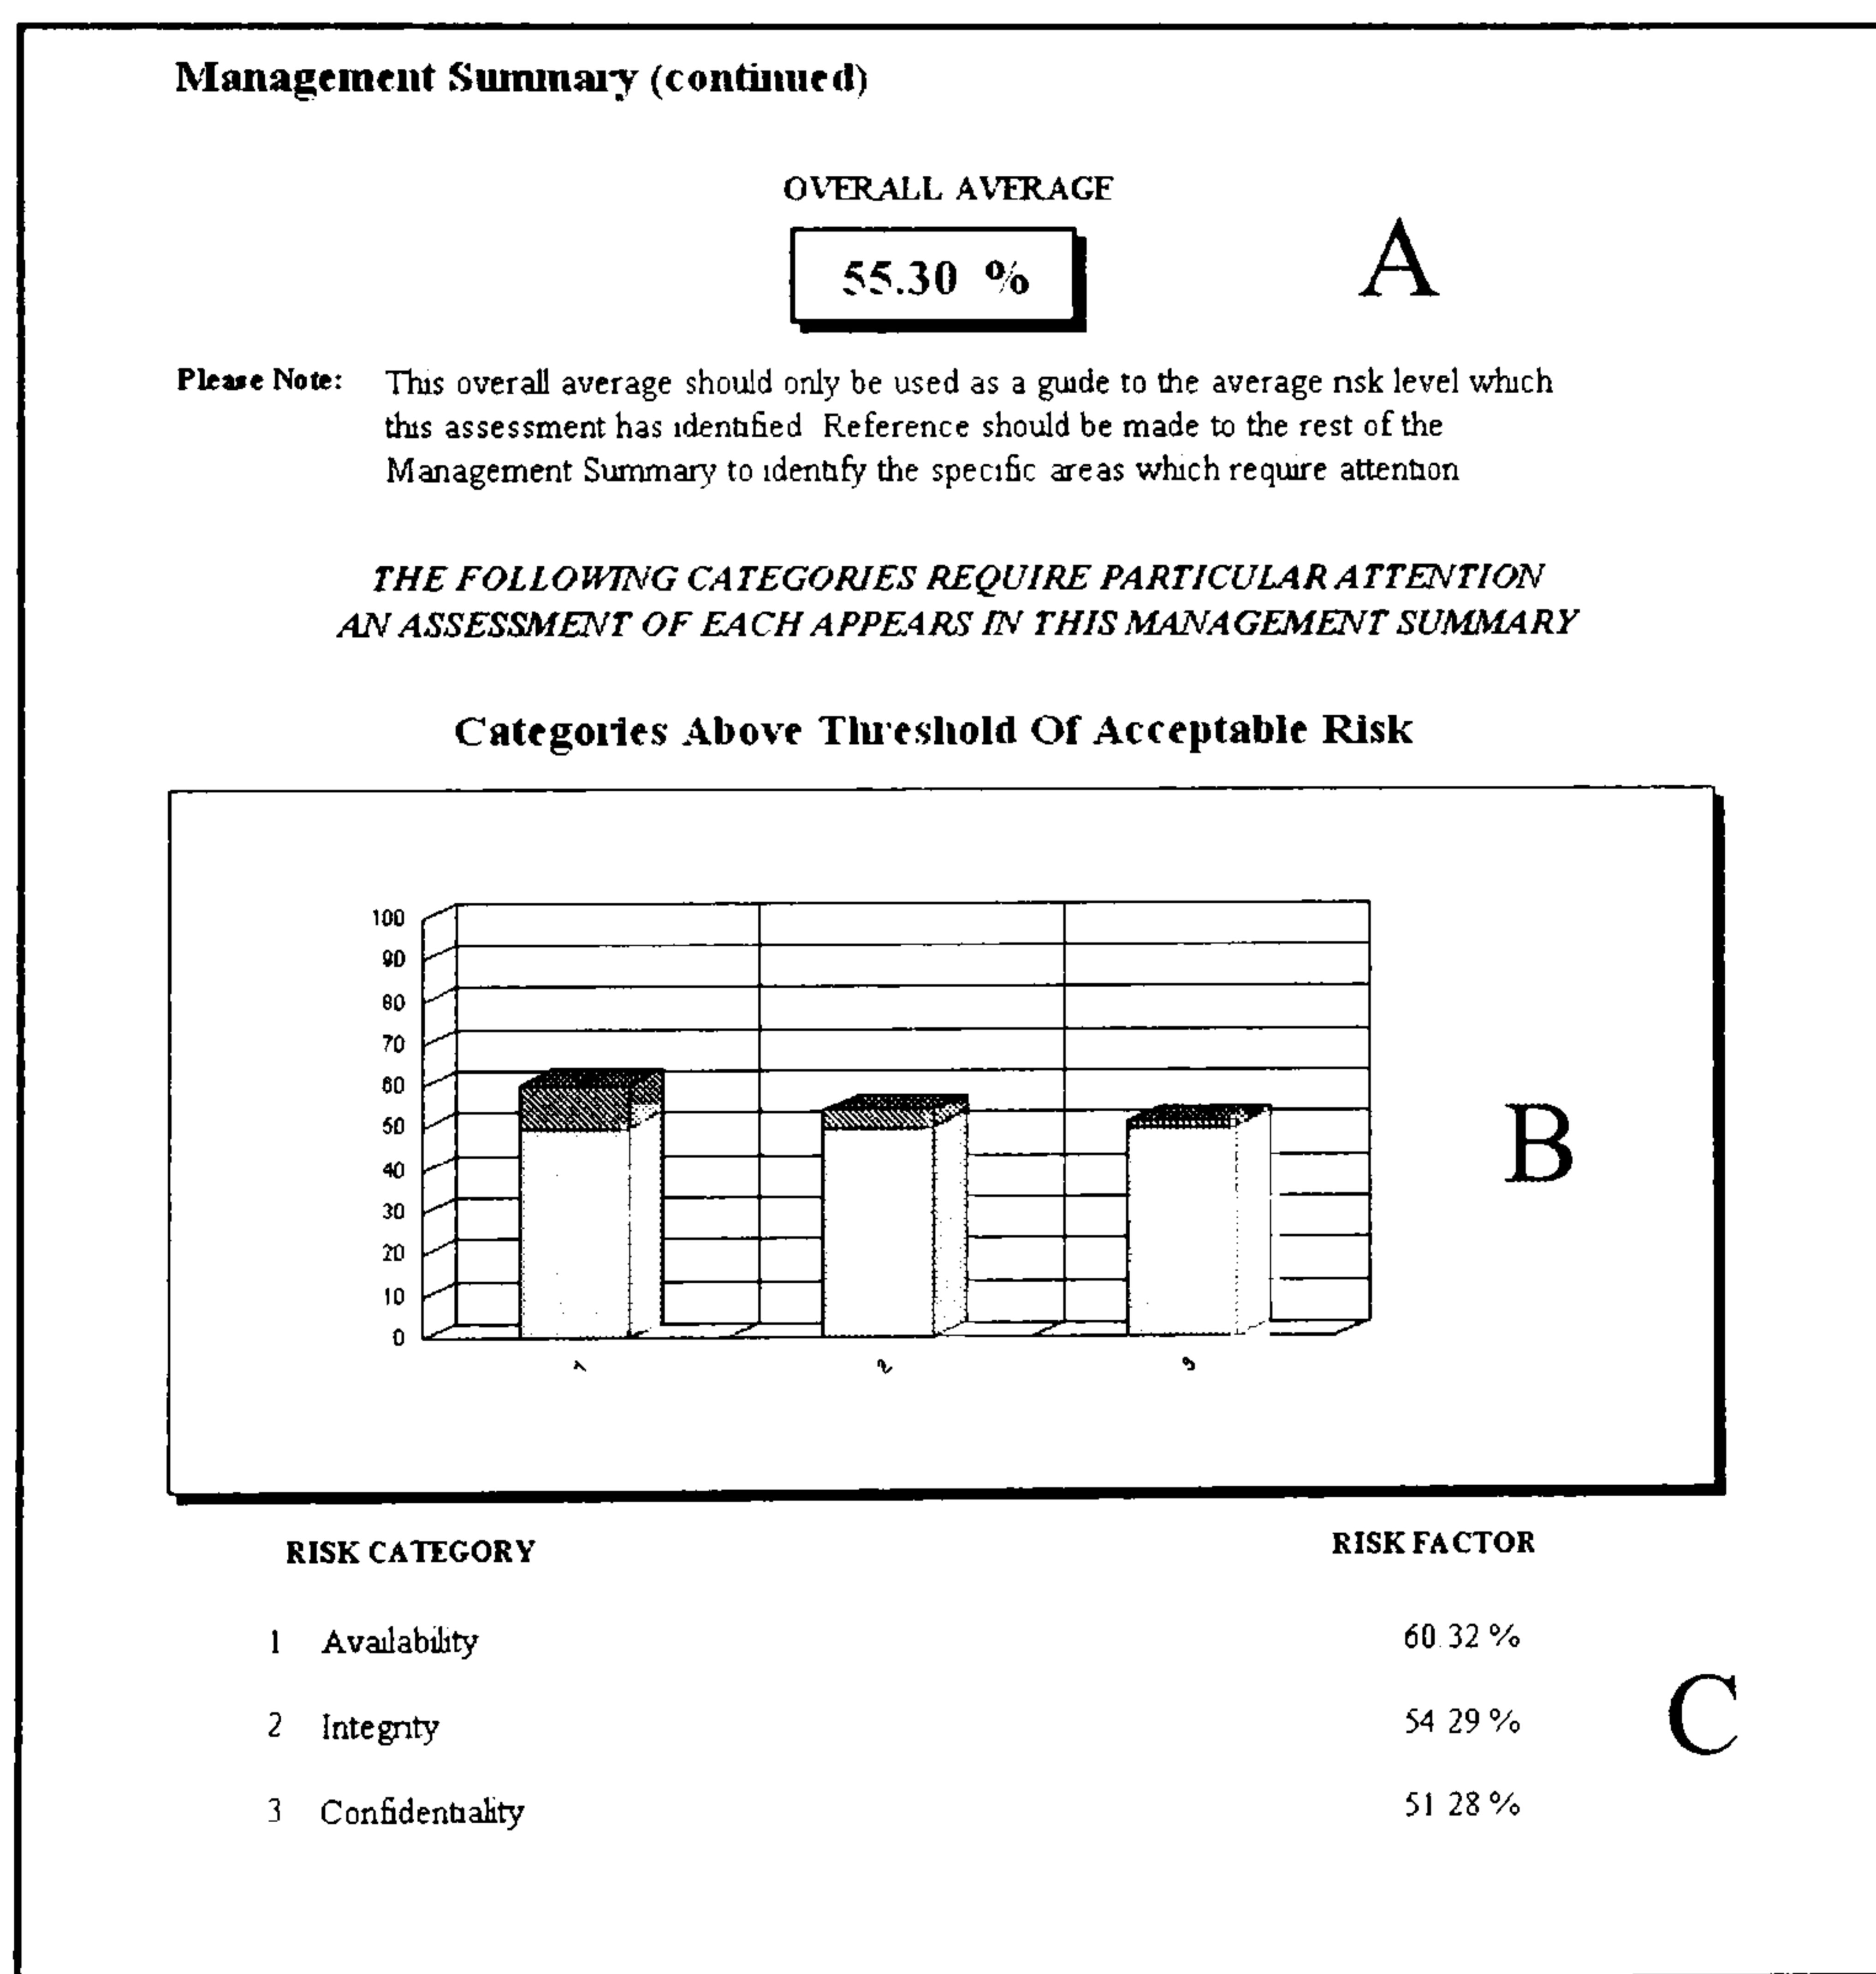 Management Summary (continued)
OVERALL AVERAGE
55.30 %
A
Please Note: This overall average should only be used as a guide to the average risk level which
this assessment has identified Reference should be made to the rest of the
Management Summary to identify the specific areas which require attention
THE FOLLOWING CATEGORIES REQUIRE PARTICULAR ATTENTION
AN ASSESSMENT OF EACH APPEARS IN THIS MANAGEMENT SUMMARY
Categories Above Threshold Of Acceptable Risk
100
90
80
70
60
50
40
30
20
10
0
1 2 3
B
RISK CATEGORY RISK FACTOR
1 Availability 60.32 %
2 Integrity 54 29 %
C
3 Confidentiality 51 28 %